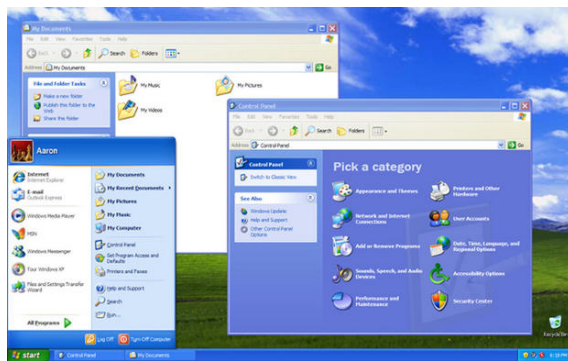 My Documents
File Edit View Favorites Tools Help
Back Search Folders
Address My Documents Go
File and Folder Tasks
Make a new folder
Publish this folder to the
Web
Share this folder
My Music
My Pictures
My Videos
Control Panel
File Edit View Favorites Tools Help
Back Search Folders
Address Control Panel Go
Control Panel
Switch to Classic View
See Also
Windows Update
Help and Support
Other Control Panel
Options
Pick a category
Appearance and Themes
Printers and Other
Hardware
Network and Internet
Connections
User Accounts
Add or Remove Programs
Date, Time, Language, and
Regional Options
Sounds, Speech, and Audio
Devices
Accessibility Options
Performance and
Maintenance
Security Center
Aaron
Internet
Internet Explorer
E-mail
Outlook Express
Windows Media Player
MSN
Windows Messenger
Tour Windows XP
Files and Settings Transfer
Wizard
All Programs
My Documents
My Recent Documents
My Pictures
My Music
My Computer
Control Panel
Set Program Access and
Defaults
Printers and Faxes
Help and Support
Search
Run...
Log Off Turn Off Computer
Recycle Bin
start Control Panel My Documents